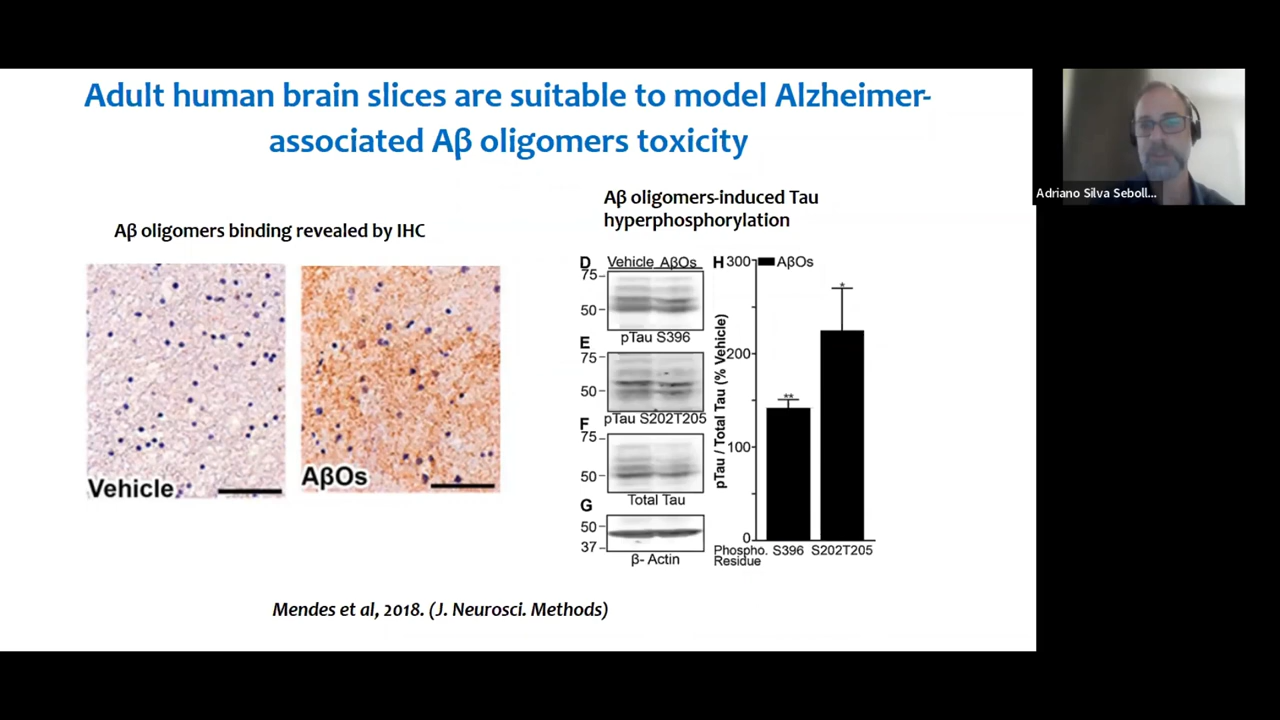 Adult human brain slices are suitable to model Alzheimer-
associated Aβ oligomers toxicity
Adriano Silva Seboll...
Aβ oligomers binding revealed by IHC
Vehicle
AβOs
Aβ oligomers-induced Tau
hyperphosphorylation
D
Vehicle AβOs
75
50
pTau S396
E
75
50
pTau S202T205
F
75
50
Total Tau
G
50
37
β- Actin
H
AβOs
pTau / Total Tau (% Vehicle)
300
200
100
0
**
*
Phospho. S396 S202T205
Residue
Mendes et al, 2018. (J. Neurosci. Methods)